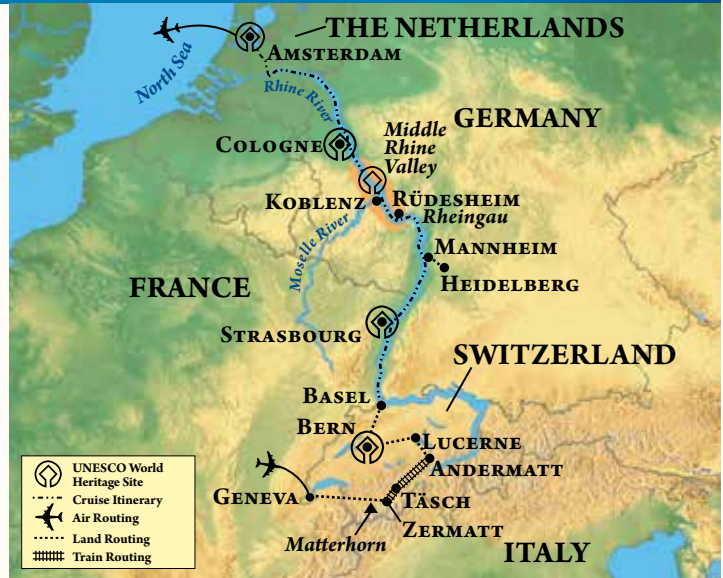 THE NETHERLANDS
AMSTERDAM
North Sea
Rhine River
GERMANY
COLOGNE
Middle
Rhine
Valley
KOBLENZ
RÜDESHEIM
Rheingau
Moselle River
MANNHEIM
HEIDELBERG
FRANCE
STRASBOURG
SWITZERLAND
BASEL
BERN
LUCERNE
ANDERMATT
GENEVA
TÄSCH
ZERMATT
Matterhorn
ITALY
UNESCO World
Heritage Site
Cruise Itinerary
Air Routing
Land Routing
Train Routing